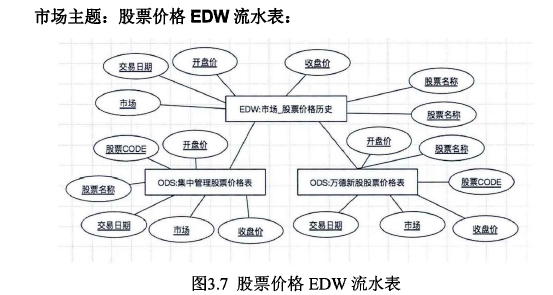 市场主题：股票价格 EDW 流水表：
开盘价
收盘价
交易日期
股票名称
市场
EDW:市场_股票价格历史
股票名称
股票CODE
开盘价
开盘价
股票名称
股票名称
ODS:集中管理股票价格表
ODS:万德新股股票价格表
股票CODE
交易日期
市场
收盘价
交易日期
市场
收盘价
图3.7 股票价格 EDW 流水表